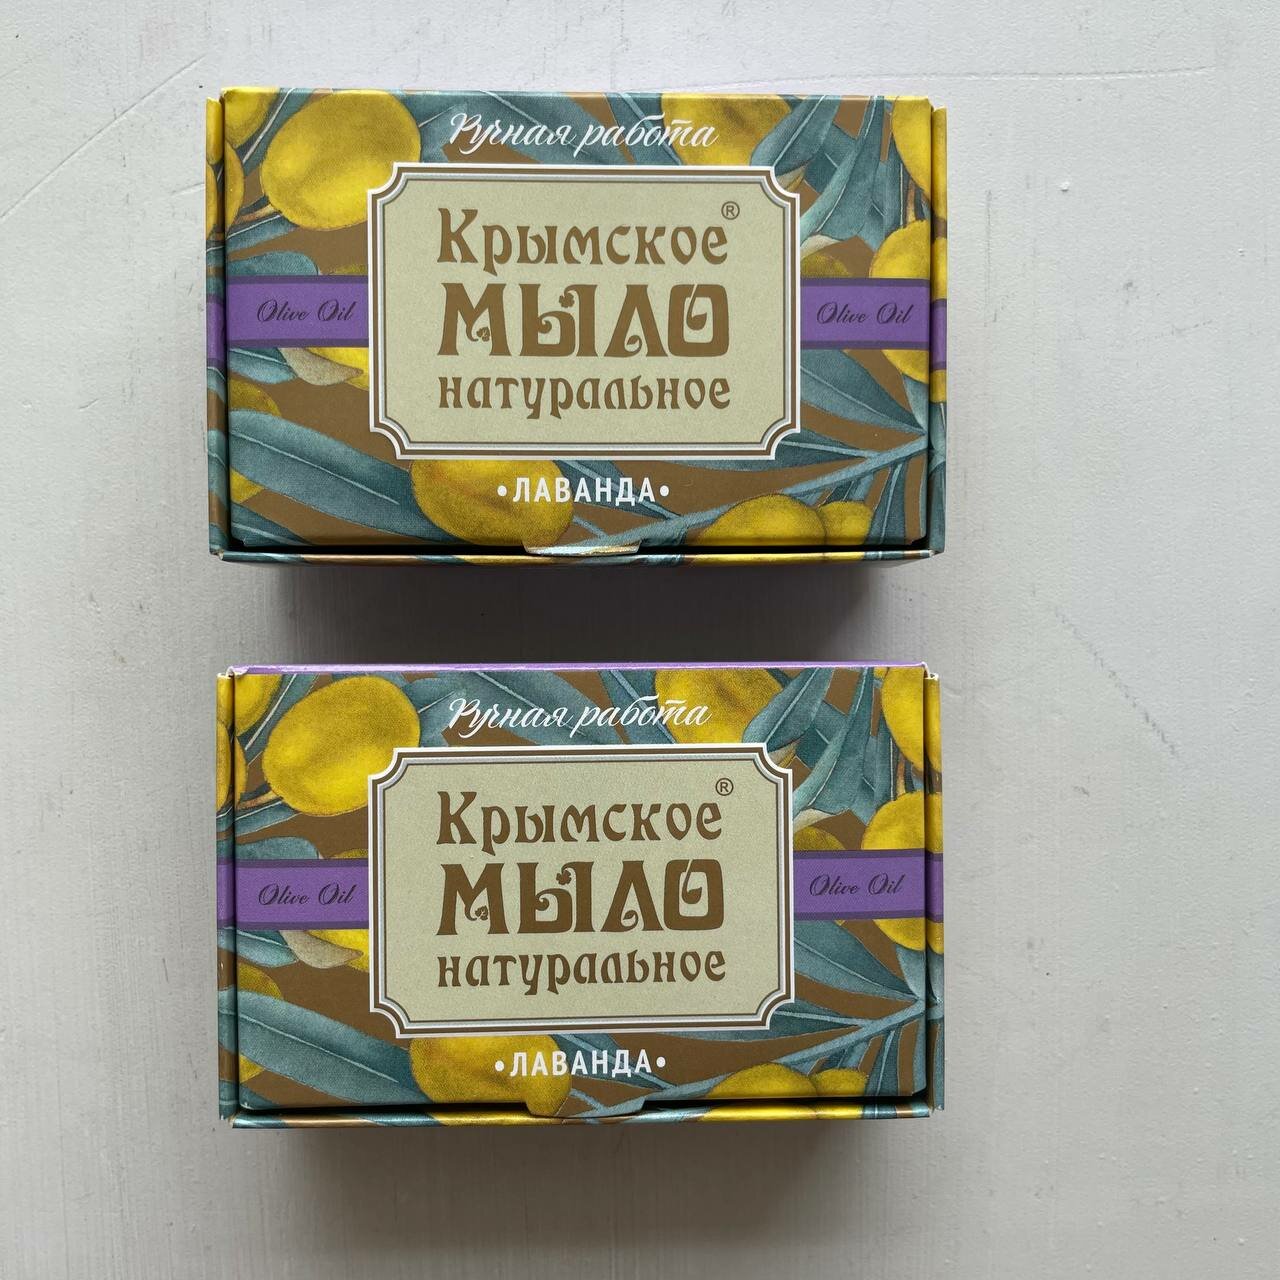 Ручная работа
Крымское®
МЫЛО
натуральное
Olive Oil
Olive Oil
•ЛАВАНДА•
Ручная работа
Крымское®
МЫЛО
натуральное
Olive Oil
Olive Oil
•ЛАВАНДА•